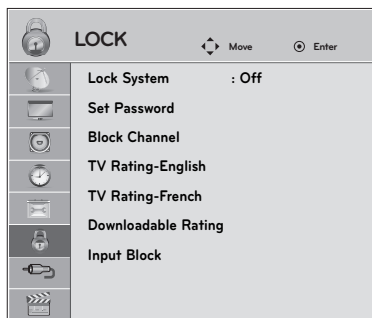 LOCK Move Enter
Lock System : Off
Set Password
Block Channel
TV Rating-English
TV Rating-French
Downloadable Rating
Input Block